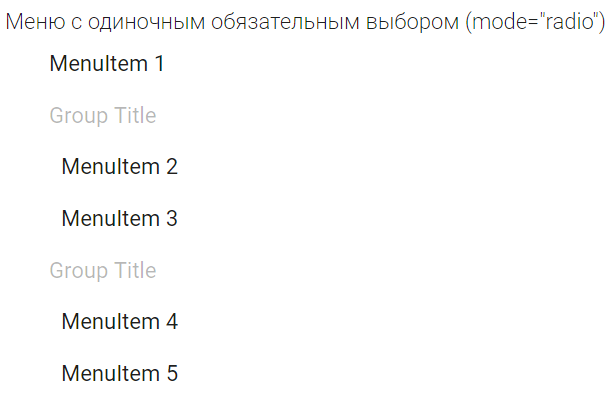 Меню с одиночным обязательным выбором (mode="radio")
MenuItem 1
Group Title
MenuItem 2
MenuItem 3
Group Title
MenuItem 4
MenuItem 5